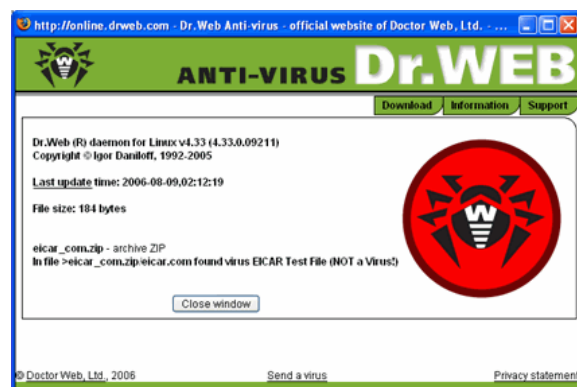 http://online.drweb.com - Dr.Web Anti-virus - official website of Doctor Web, Ltd. - ...
ANTI-VIRUS Dr.WEB
Download Information Support
Dr.Web (R) daemon for Linux v4.33 (4.33.0.09211)
Copyright © Igor Daniloff, 1992-2005
Last update time: 2006-08-09,02:12:19
File size: 184 bytes
eicar_com.zip - archive ZIP
In file >eicar_com.zip/eicar.com found virus EICAR Test File (NOT a Virus!)
W
Close window
© Doctor Web, Ltd., 2006 Send a virus Privacy statement